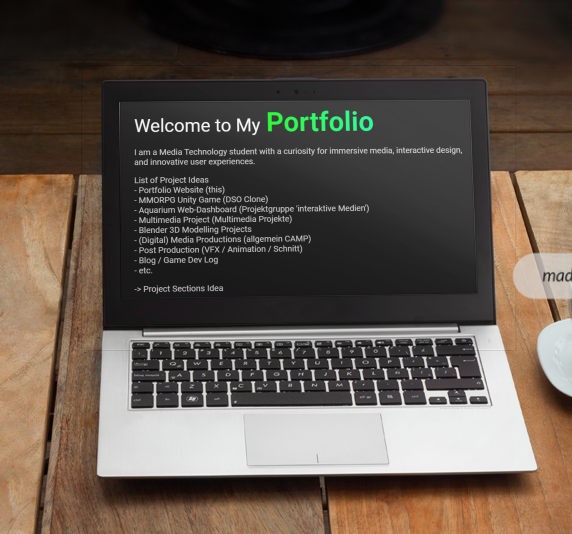 Welcome to My Portfolio
I am a Media Technology student with a curiosity for immersive media, interactive design,
and innovative user experiences.
List of Project Ideas
- Portfolio Website (this)
- MMORPG Unity Game (DSO Clone)
- Aquarium Web-Dashboard (Projektgruppe 'interaktive Medien')
- Multimedia Project (Multimedia Projekte)
- Blender 3D Modelling Projects
- (Digital) Media Productions (allgemein CAMP)
- Post Production (VFX / Animation / Schnitt)
- Blog / Game Dev Log
- etc.
-> Project Sections Idea
mad